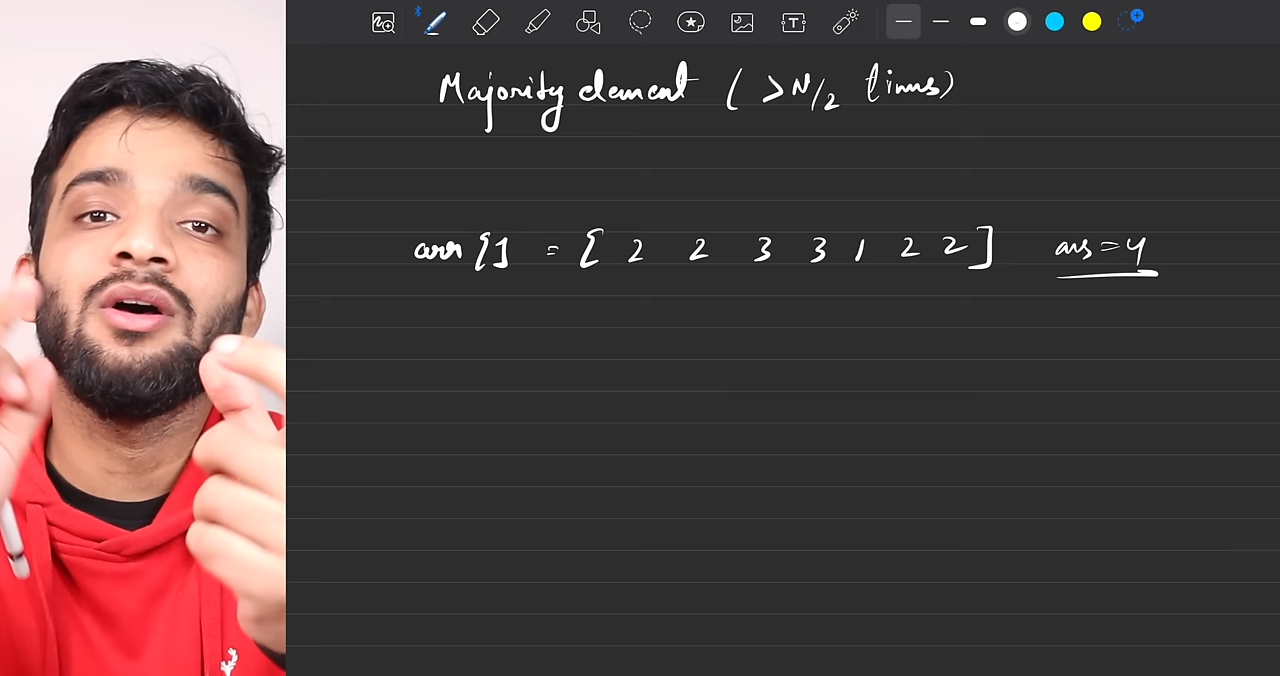 Majority element ( >N/2 times)
arr[] = [ 2 2 3 3 1 2 2 ] ans = 4